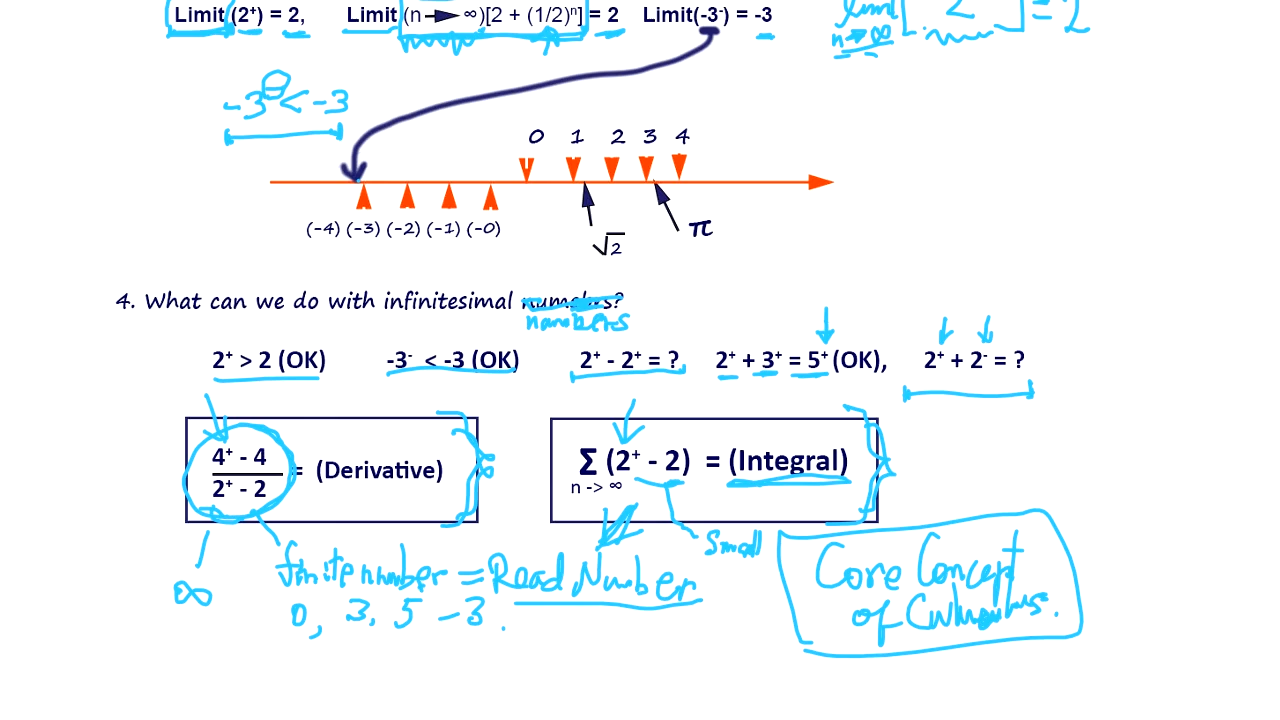 Limit (2⁺) = 2, Limit (n → ∞)[2 + (1/2)ⁿ] = 2 Limit(-3⁻) = -3
n → ∞ = 2
-3⁻ < -3
0 1 2 3 4
(-4) (-3) (-2) (-1) (-0)
√2 π
4. What can we do with infinitesimal numbers?
numbers
2⁺ > 2 (OK) -3⁻ < -3 (OK) 2⁺ - 2⁺ = ? 2⁺ + 3⁺ = 5⁺ (OK), 2⁺ + 2⁻ = ?
4⁺ - 4
2⁺ - 2
= (Derivative)
Σ (2⁺ - 2) = (Integral)
n -> ∞
∞
Small
finite number = Read Number
0, 3, 5 -3.
Core Concept
of